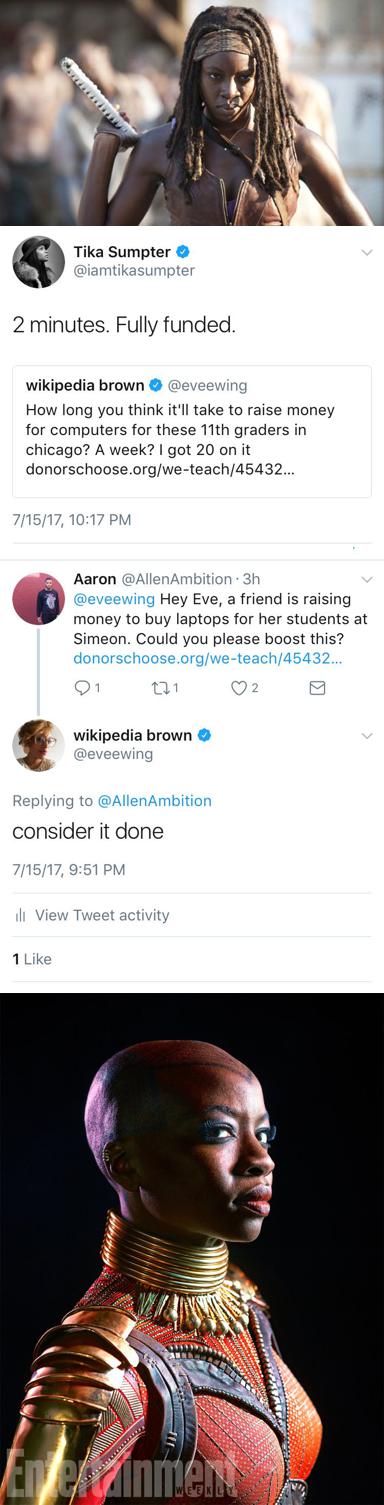 Tika Sumpter
@iamtikasumpter
2 minutes. Fully funded.
wikipedia brown @eveewing
How long you think it'll take to raise money
for computers for these 11th graders in
chicago? A week? I got 20 on it
donorschoose.org/we-teach/45432...
7/15/17, 10:17 PM
Aaron @AllenAmbition · 3h
@eveewing Hey Eve, a friend is raising
money to buy laptops for her students at
Simeon. Could you please boost this?
donorschoose.org/we-teach/45432...
1 1 2
wikipedia brown
@eveewing
Replying to @AllenAmbition
consider it done
7/15/17, 9:51 PM
View Tweet activity
1 Like
Entertainment
WEEKLY